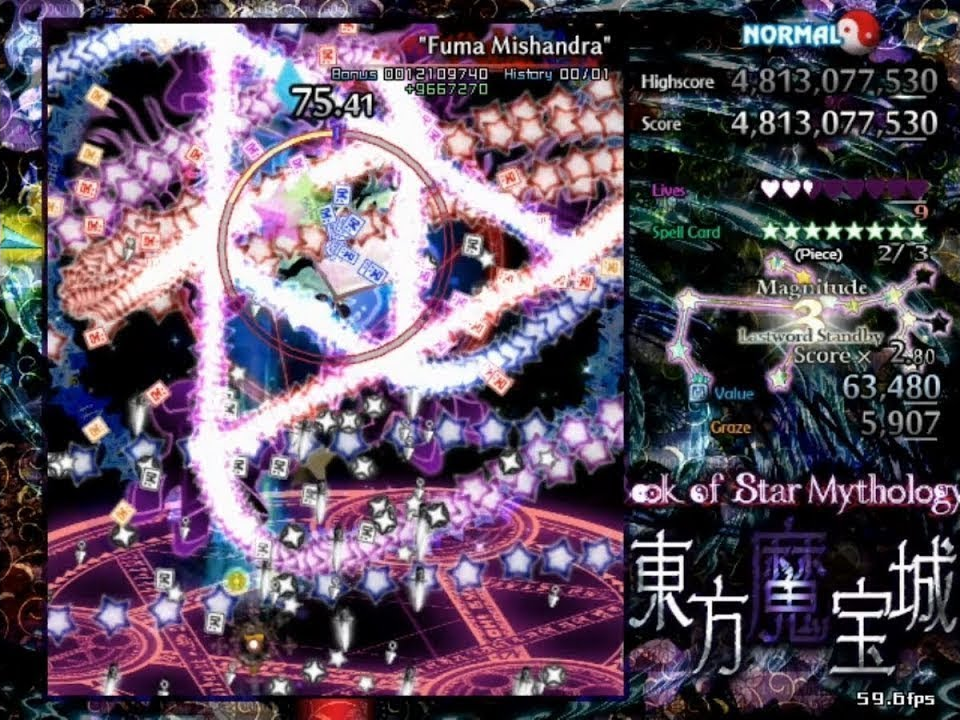 "Fuma Mishandra"
Bonus 0012109740 History 00/01
+9667270
75.41
NORMAL
Highscore 4,813,077,530
Score 4,813,077,530
Lives
9
Spell Card
(Piece) 2/ 3
Magnitude
3
Lastword Standby
Score × 2.80
Value 63,480
Graze 5,907
ook of Star Mythology
東方魔宝城
59.6fps